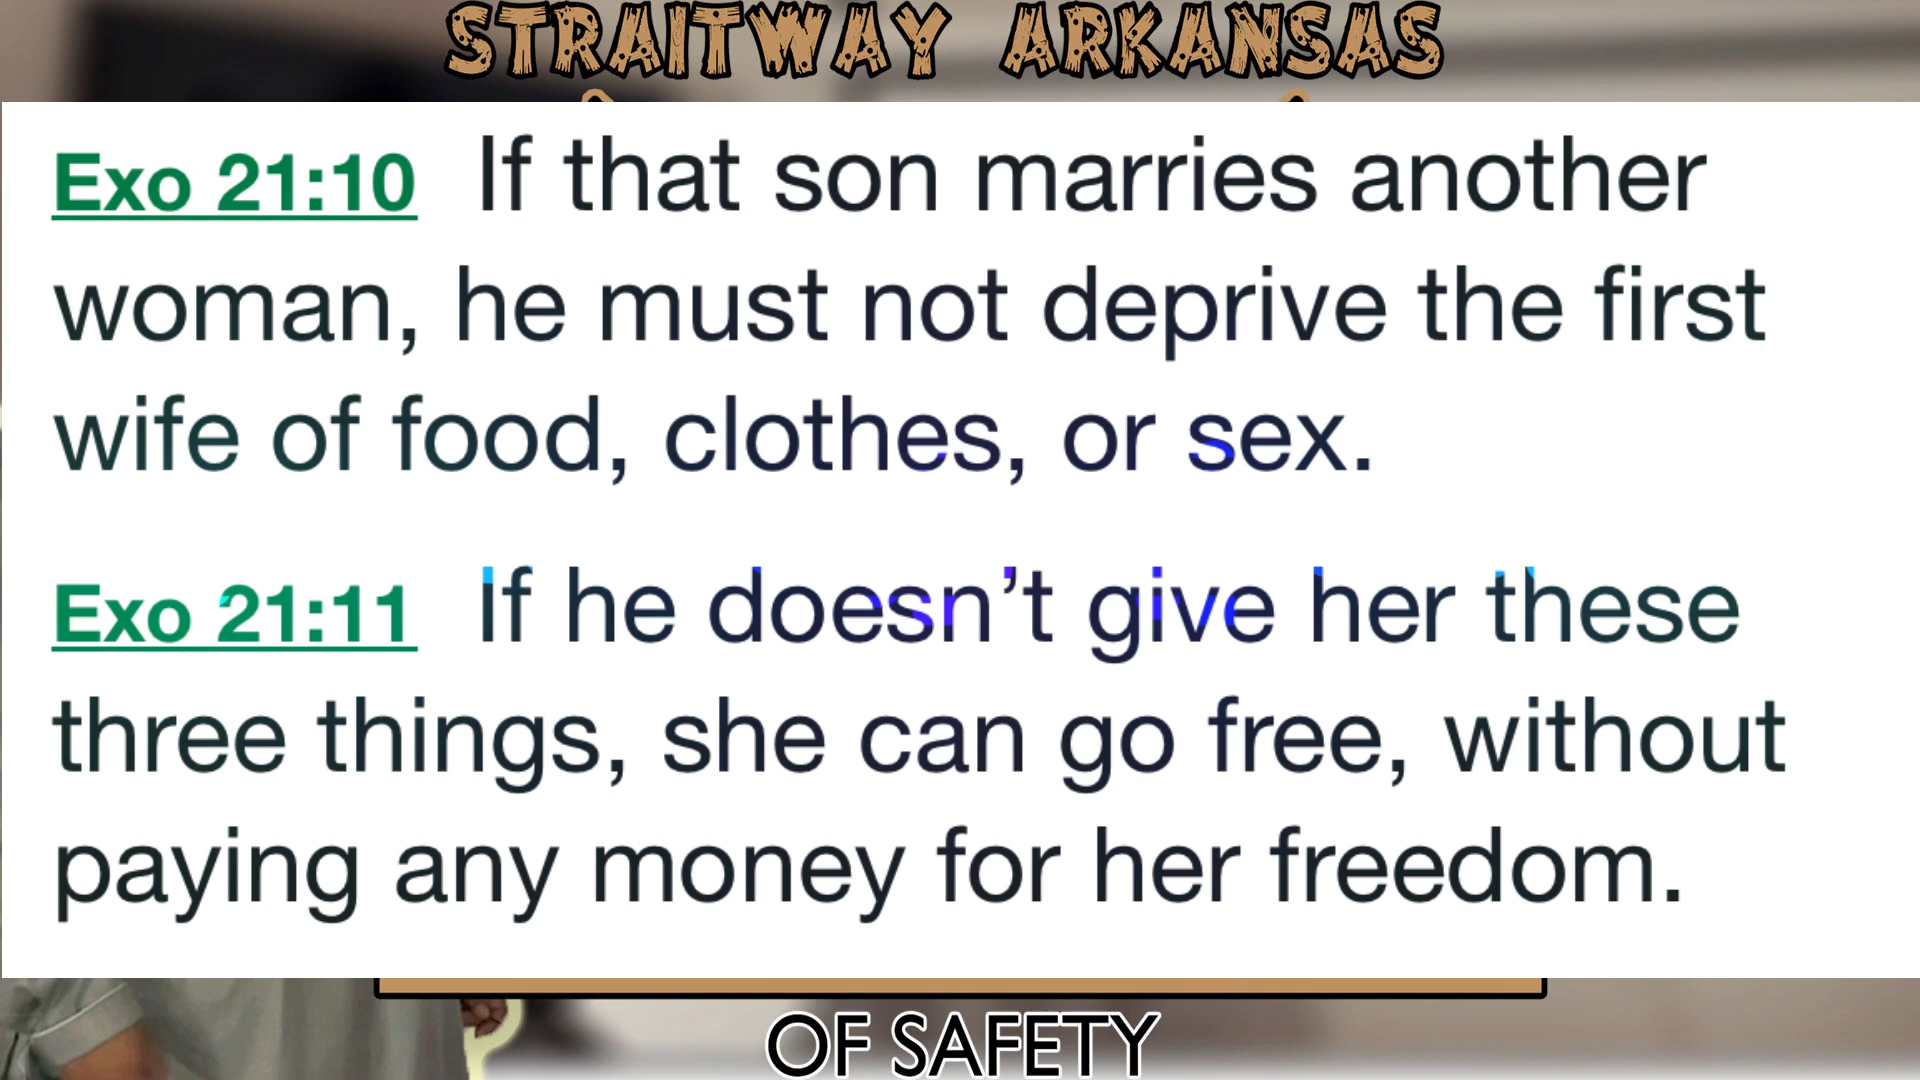 STRAITWAY ARKANSAS
Exo 21:10 If that son marries another
woman, he must not deprive the first
wife of food, clothes, or sex.
Exo 21:11 If he doesn’t give her these
three things, she can go free, without
paying any money for her freedom.
OF SAFETY